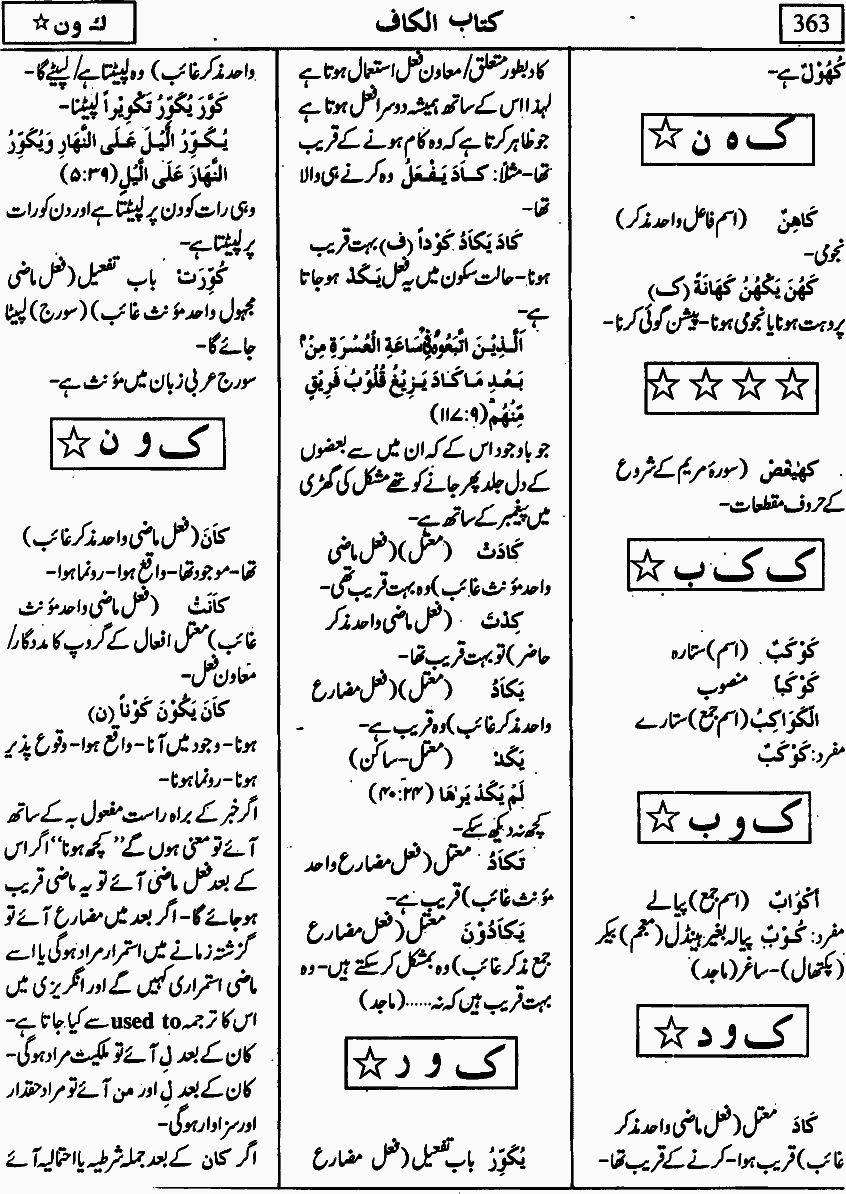 363
کتاب الکاف
ك و ن ☆
کُھُوْلٌ ہے-
ک ہ ن ☆
کَاھِنٌ (اسم فاعل واحد مذکر)
نجومی-
کَھُنَ یَکْھُنُ کَھَانَةً (ک)
پروہت ہونا یا نجومی ہونا- پیشن گوئی کرنا-
☆ ☆ ☆ ☆
کھٰیٰعٓصٓ (سورۂ مریم کے شروع
کے حروف مقطعات-
ک ک ب ☆
کَوْکَبٌ (اسم) ستارہ
کَوْکَباً منصوب
الکَوَاکِبُ (اسم جمع) ستارے
مفرد: کَوْکَبٌ
ک و ب ☆
اَکْوَابٌ (اسم جمع) پیالے
مفرد: کُوْبٌ پیالہ بغیر ہینڈل (معجم) بیکر
(پکتھال)- ساغر (ماجد)
ک و د ☆
کَادَ معتل (فعل ماضی واحد مذکر
غائب) قریب ہوا- کرنے کے قریب تھا-
کاد بطور متعلق/معاون فعل استعمال ہوتا ہے
لہٰذا اس کے ساتھ ہمیشہ دوسرا فعل ہوتا ہے
جو ظاہر کرتا ہے کہ وہ کام ہونے کے قریب
تھا- مثلاً: کَادَ یَفْعَلُ وہ کرنے ہی والا
تھا-
کَادَ یَکَادُ کَوْداً (ف) بہت قریب
ہونا- حالت سکون میں یہ فعل یَکَدْ ہو جاتا
ہے-
اَلَّذِیْنَ اتَّبَعُوْہُ فِیْ سَاعَةِ الْعُسْرَةِ مِنْ
بَعْدِ مَا کَادَ یَزِیْغُ قُلُوْبُ فَرِیْقٍ
مِّنْھُمْ (۱۱۷:۹)
جو باوجود اس کے کہ ان میں سے بعضوں
کے دل جلد پھر جانے کو تھے مشکل کی گھڑی
میں پیغمبر کے ساتھ رہے-
کَادَتْ (معتل) (فعل ماضی
واحد مؤنث غائب) وہ بہت قریب تھی-
کِدْتَ (فعل ماضی واحد مذکر
حاضر) تو بہت قریب تھا-
یَکَادُ (معتل) (فعل مضارع
واحد مذکر غائب) وہ قریب ہے-
یَکَدْ (معتل- ساکن)
لَمْ یَکَدْ یَرٰھَا (۴۰:۲۴)
کچھ نہ دیکھ سکے-
تَکَادُ معتل (فعل مضارع واحد
مؤنث غائب) قریب ہے-
یَکَادُوْنَ معتل (فعل مضارع
جمع مذکر غائب) وہ بمشکل کر سکتے ہیں- وہ
بہت قریب ہیں کہ نہ..... (ماجد)
ک و ر ☆
یُکَوِّرُ باب تفعیل (فعل مضارع
واحد مذکر غائب) وہ لپیٹتا ہے/لپیٹے گا-
کَوَّرَ یُکَوِّرُ تَکْوِیْراً لپیٹنا-
یُکَوِّرُ الَّیْلَ عَلَی النَّھَارِ وَیُکَوِّرُ
النَّھَارَ عَلَی الَّیْلِ (۵:۳۹)
وہی رات کو دن پر لپیٹتا ہے اور دن کو رات
پر لپیٹتا ہے-
کُوِّرَتْ باب تفعیل (فعل ماضی
مجہول واحد مؤنث غائب) (سورج) لپیٹا
جائے گا-
سورج عربی زبان میں مؤنث ہے-
ک و ن ☆
کَانَ (فعل ماضی واحد مذکر غائب)
تھا- موجود تھا- واقع ہوا- رونما ہوا-
کَانَتْ (فعل ماضی واحد مؤنث
غائب) معتل افعال کے گروپ کا مددگار/
معاون فعل-
کَانَ یَکُوْنُ کَوْناً (ن)
ہونا- وجود میں آنا- واقع ہوا- وقوع پذیر
ہونا- رونما ہونا-
اگر خبر کے براہ راست مفعول بہ کے ساتھ
آئے تو معنی ہوں گے "کچھ ہونا" اگر اس
کے بعد فعل ماضی آئے تو یہ ماضی قریب
ہو جائے گا- اگر بعد میں مضارع آئے تو
گزشتہ زمانے میں استمرار مراد ہوگی یا اسے
ماضی استمراری کہیں گے اور انگریزی میں
اس کا ترجمہ used to سے کیا جاتا ہے-
کان کے بعد لِ آئے تو ملکیت مراد ہوگی-
کان کے بعد لِ اور من آئے تو مراد حقدار
اور سزاوار ہوگی-
اگر کان کے بعد جملہ شرطیہ یا احتمالیہ آئے